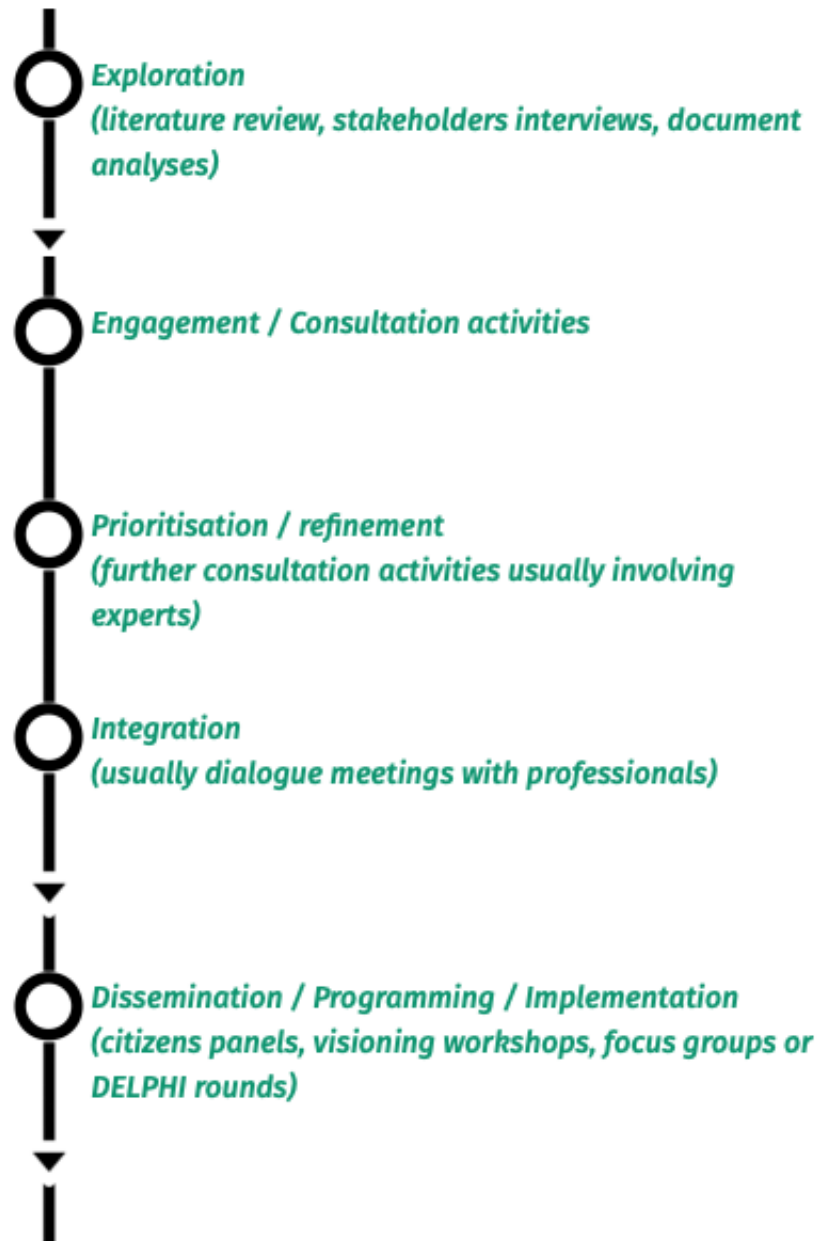 Exploration
(literature review, stakeholders interviews, document
analyses)
Engagement / Consultation activities
Prioritisation / refinement
(further consultation activities usually involving
experts)
Integration
(usually dialogue meetings with professionals)
Dissemination / Programming / Implementation
(citizens panels, visioning workshops, focus groups or
DELPHI rounds)